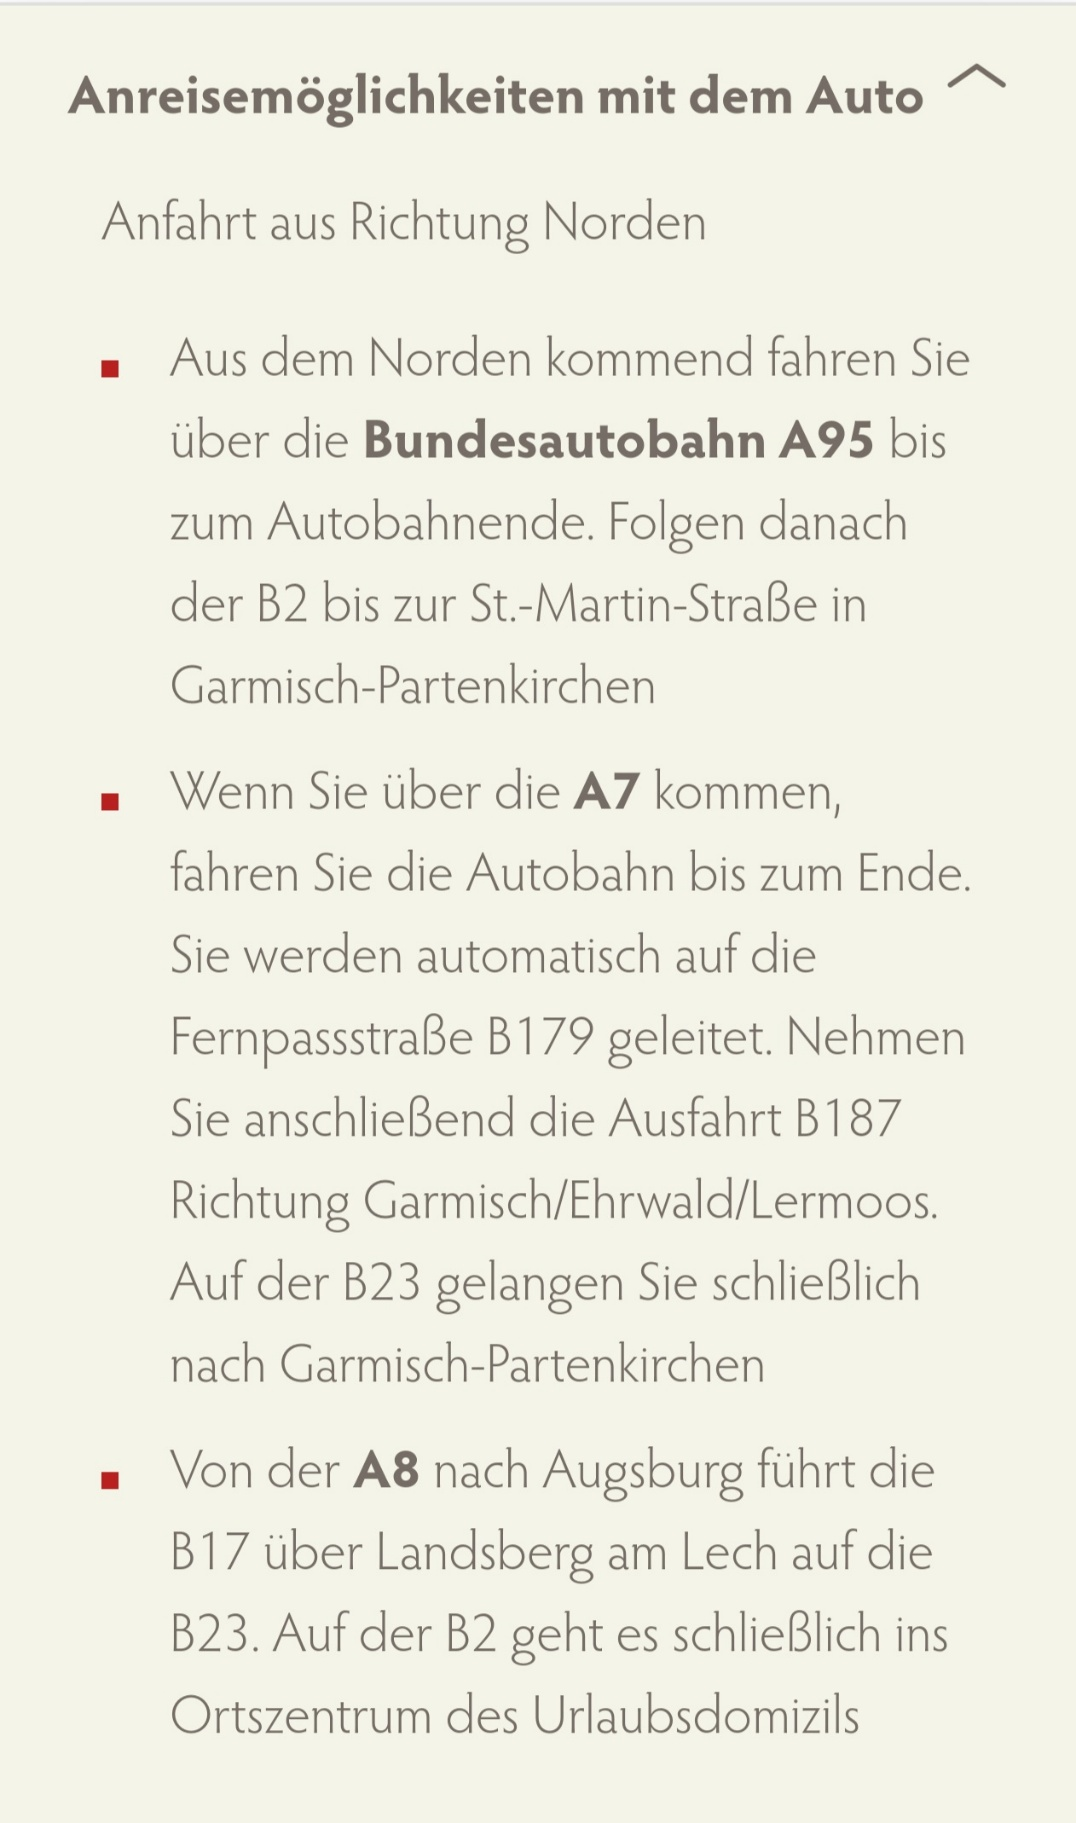 Anreisemöglichkeiten mit dem Auto
Anfahrt aus Richtung Norden
Aus dem Norden kommend fahren Sie
über die Bundesautobahn A95 bis
zum Autobahnende. Folgen danach
der B2 bis zur St.-Martin-Straße in
Garmisch-Partenkirchen
Wenn Sie über die A7 kommen,
fahren Sie die Autobahn bis zum Ende.
Sie werden automatisch auf die
Fernpassstraße B179 geleitet. Nehmen
Sie anschließend die Ausfahrt B187
Richtung Garmisch/Ehrwald/Lermoos.
Auf der B23 gelangen Sie schließlich
nach Garmisch-Partenkirchen
Von der A8 nach Augsburg führt die
B17 über Landsberg am Lech auf die
B23. Auf der B2 geht es schließlich ins
Ortszentrum des Urlaubsdomizils